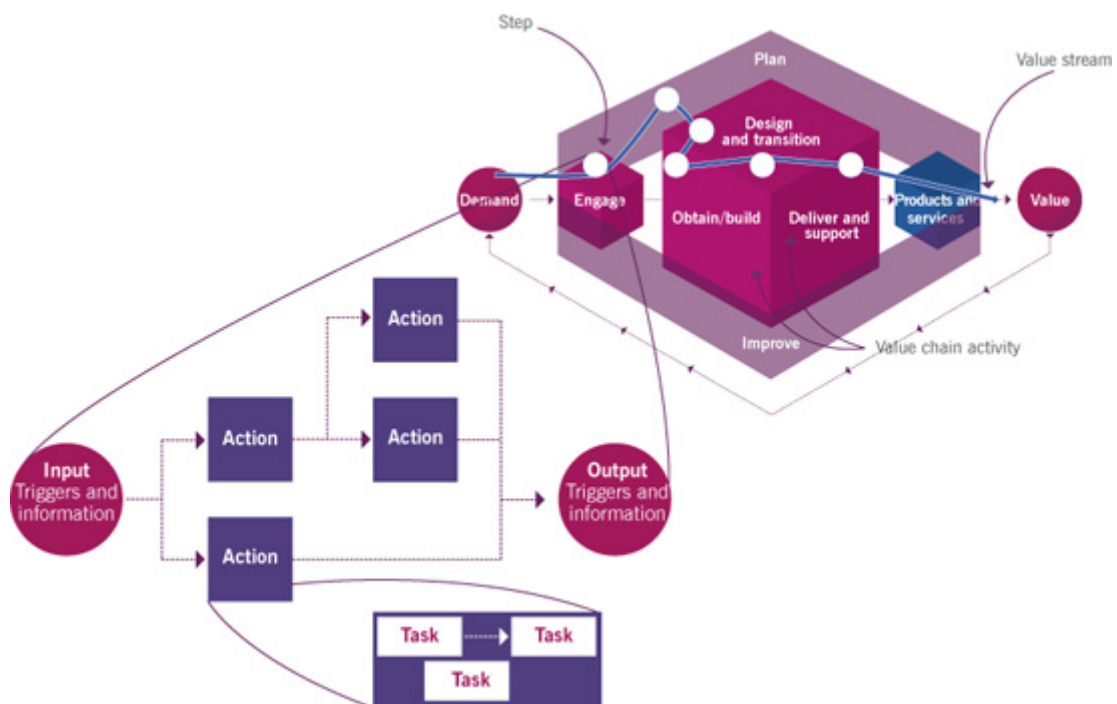 Step
Plan
Value stream
Design
and transition
Demand
Engage
Products and
services
Value
Obtain/build
Deliver and
support
Improve
Value chain activity
Action
Action
Action
Input
Triggers and
information
Output
Triggers and
information
Action
Task
Task
Task